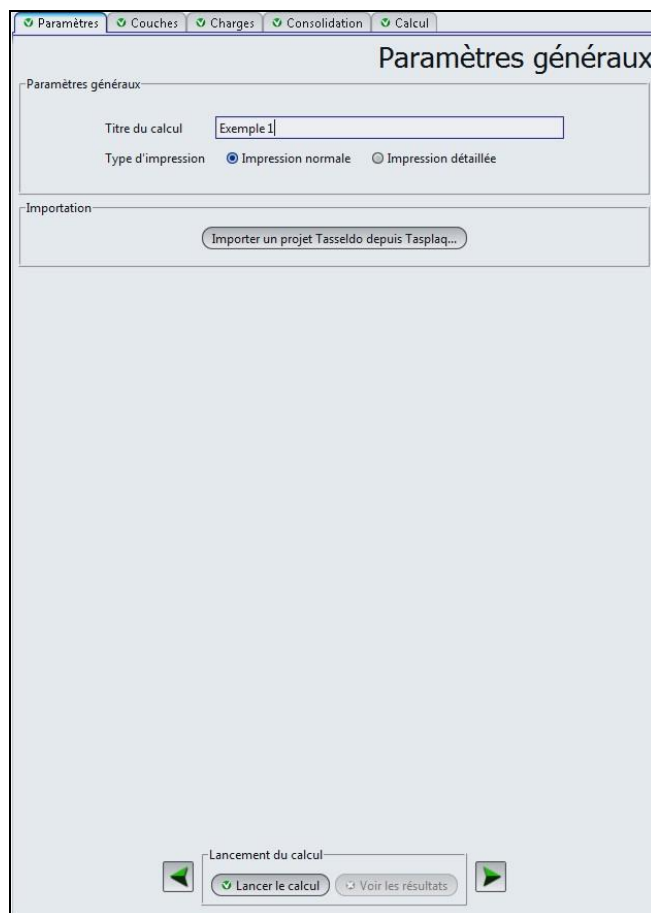 Paramètres Couches Charges Consolidation Calcul
Paramètres généraux
Paramètres généraux
Titre du calcul Exemple 1
Type d'impression Impression normale Impression détaillée
Importation
Importer un projet Tasseldo depuis Tasplaq...
Lancement du calcul
Lancer le calcul Voir les résultats